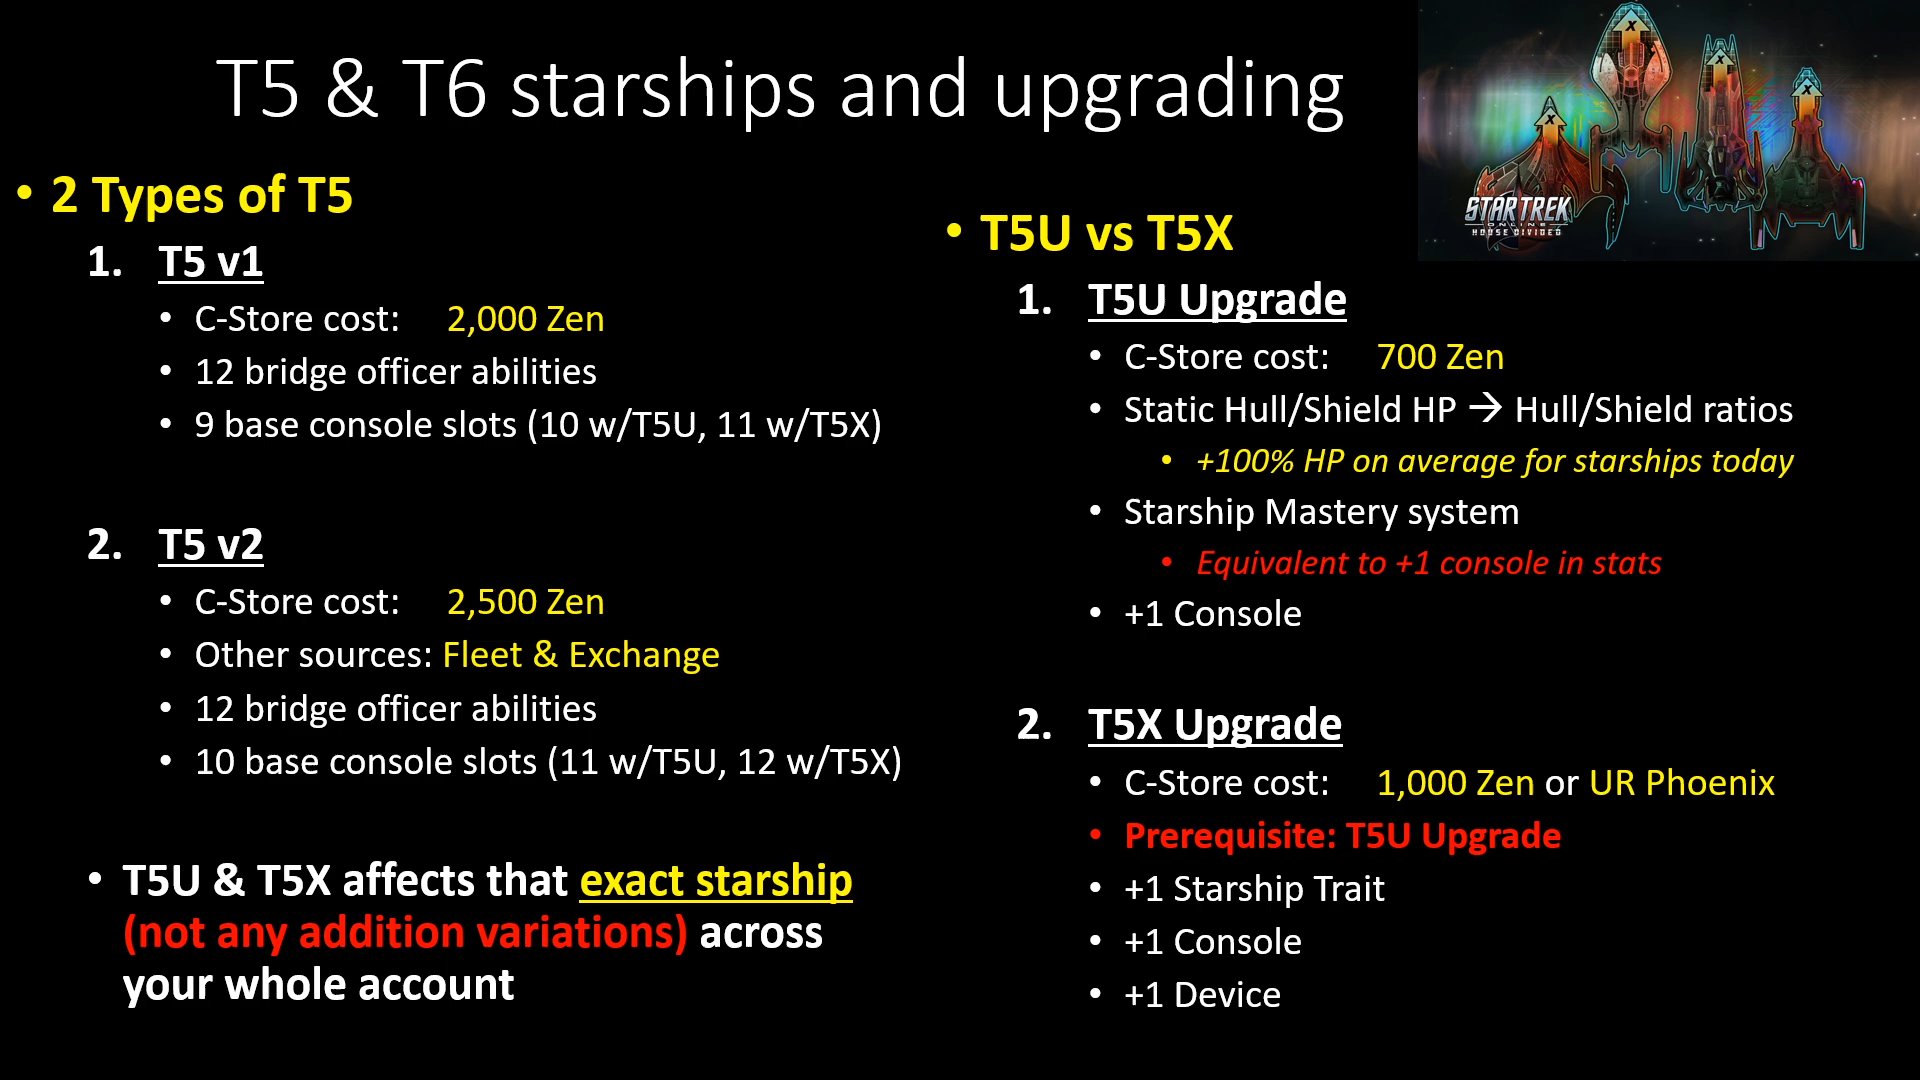 T5 & T6 starships and upgrading
• 2 Types of T5
1. T5 v1
• C-Store cost: 2,000 Zen
• 12 bridge officer abilities
• 9 base console slots (10 w/T5U, 11 w/T5X)
2. T5 v2
• C-Store cost: 2,500 Zen
• Other sources: Fleet & Exchange
• 12 bridge officer abilities
• 10 base console slots (11 w/T5U, 12 w/T5X)
• T5U & T5X affects that exact starship
(not any addition variations) across
your whole account
• T5U vs T5X
1. T5U Upgrade
• C-Store cost: 700 Zen
• Static Hull/Shield HP → Hull/Shield ratios
• +100% HP on average for starships today
• Starship Mastery system
• Equivalent to +1 console in stats
• +1 Console
2. T5X Upgrade
• C-Store cost: 1,000 Zen or UR Phoenix
• Prerequisite: T5U Upgrade
• +1 Starship Trait
• +1 Console
• +1 Device
X
X
X
X
STAR TREK
ONLINE
HOUSE DIVIDED